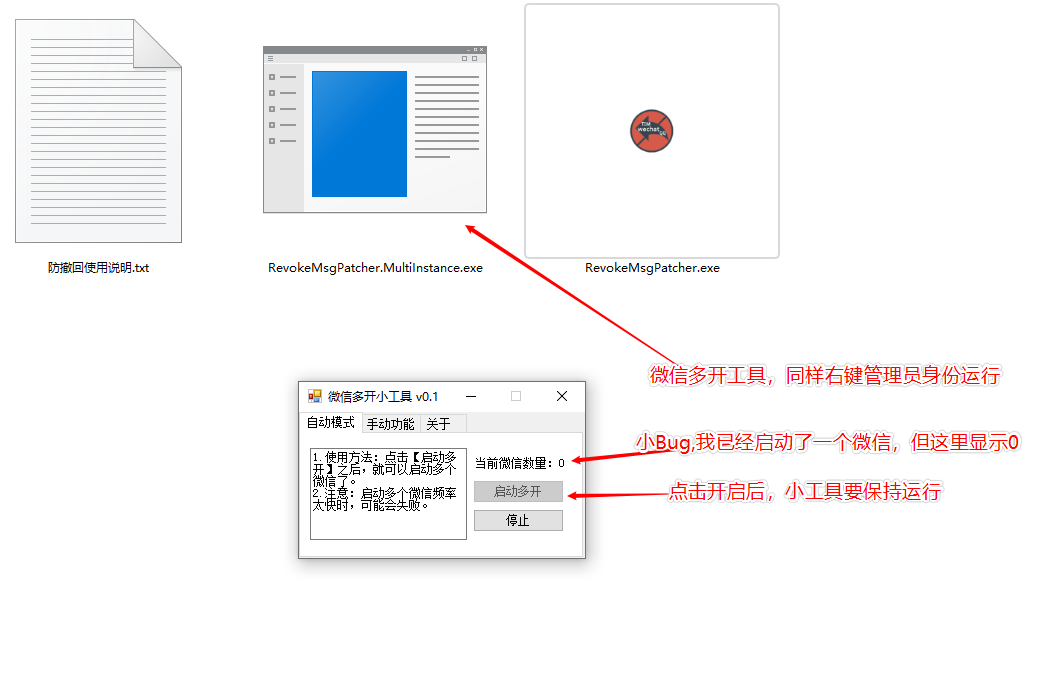 TIM
wechat
QQ
防撤回使用说明.txt
RevokeMsgPatcher.MultiInstance.exe
RevokeMsgPatcher.exe
微信多开工具，同样右键管理员身份运行
微信多开小工具 v0.1
自动模式
手动功能
关于
1.使用方法：点击【启动多
开】之后，就可以启动多个
微信了。
2.注意：启动多个微信频率
太快时，可能会失败。
当前微信数量：0
启动多开
停止
小Bug,我已经启动了一个微信，但这里显示0
点击开启后，小工具要保持运行